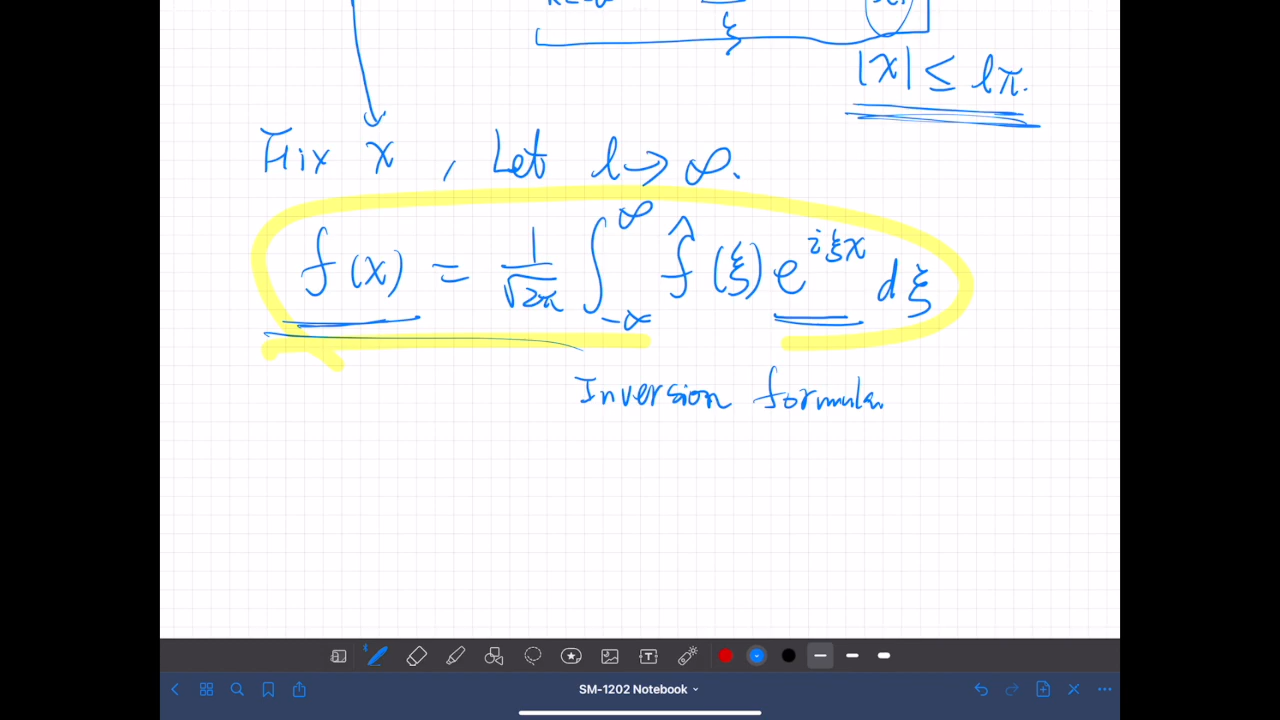 |x| ≤ lπ.
Fix x, Let l → ∞.
f(x) = 1/√2π ∫_{-∞}^{∞} f̂(ξ) e^{iξx} dξ
Inversion formula.
SM-1202 Notebook